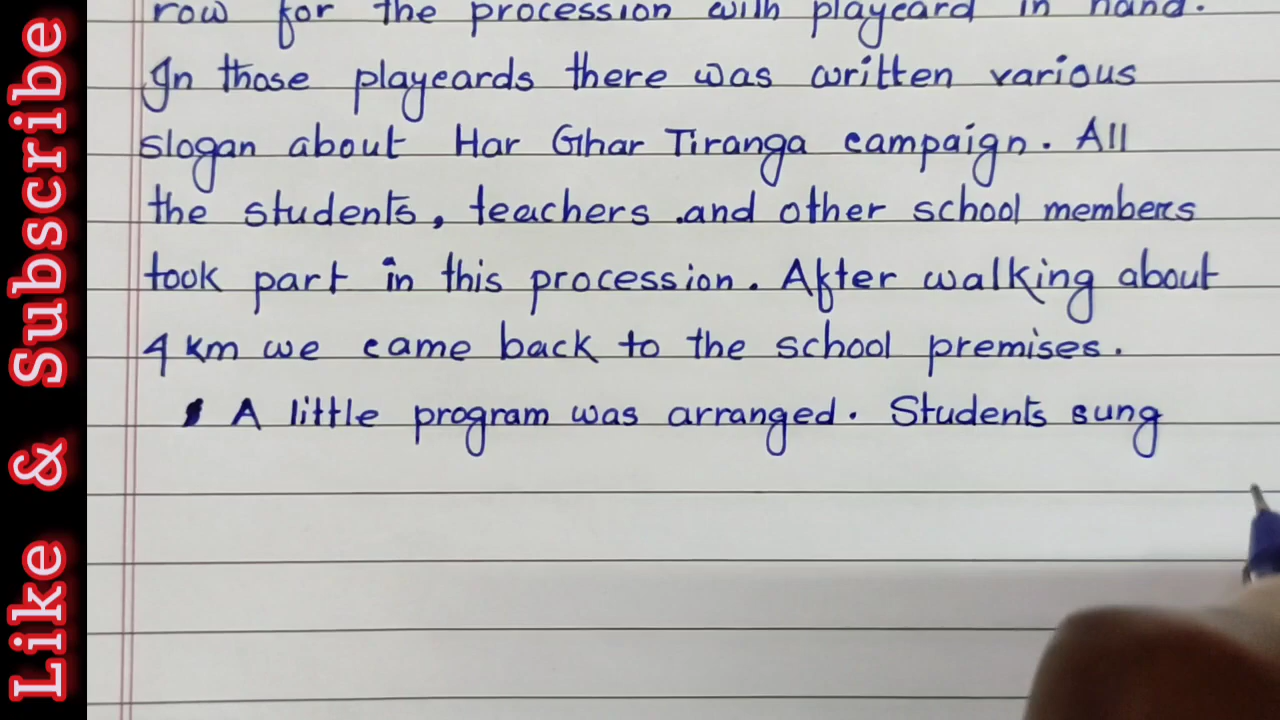 Like & Subscribe
row for the procession with playcard in hand.
In those playcards there was written various
slogan about Har Ghar Tiranga campaign. All
the students, teachers and other school members
took part in this procession. After walking about
4 km we came back to the school premises.
A little program was arranged. Students sung